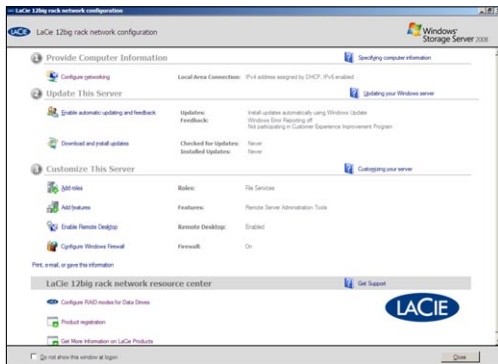 LaCie 12big rack network configuration
LACIE LaCie 12big rack network configuration
Windows Storage Server 2008
1 Provide Computer Information
Specifying computer information
Configure networking
Local Area Connection: IPv4 address assigned by DHCP, IPv6 enabled
2 Update This Server
Updating your Windows server
Enable automatic updating and feedback
Updates: Install updates automatically using Windows Update
Feedback: Windows Error Reporting off
Not participating in Customer Experience Improvement Program
Download and install updates
Checked for Updates: Never
Installed Updates: Never
3 Customize This Server
Customizing your server
Add roles
Roles: File Services
Add features
Features: Remote Server Administration Tools
Enable Remote Desktop
Remote Desktop: Enabled
Configure Windows Firewall
Firewall: On
Print, e-mail, or save this information
LaCie 12big rack network resource center
Get Support
Configure RAID modes for Data Drives
LACIE
Product registration
Get More Information on LaCie Products
Do not show this window at logon
Close